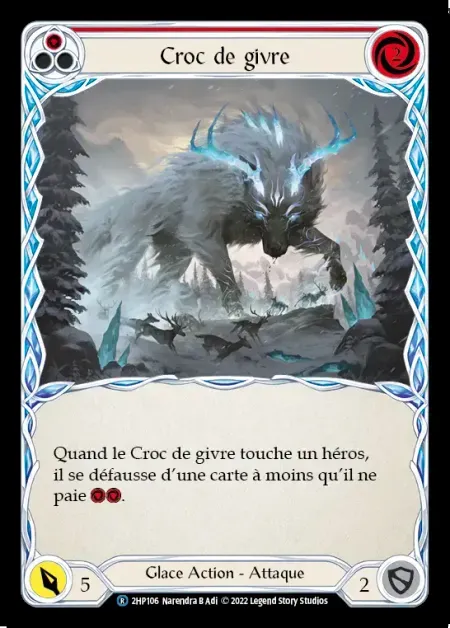 Croc de givre
2
Quand le Croc de givre touche un héros,
il se défausse d'une carte à moins qu'il ne
paie .
5
Glace Action - Attaque
2
R 2HP106 Narendra B Adi © 2022 Legend Story Studios